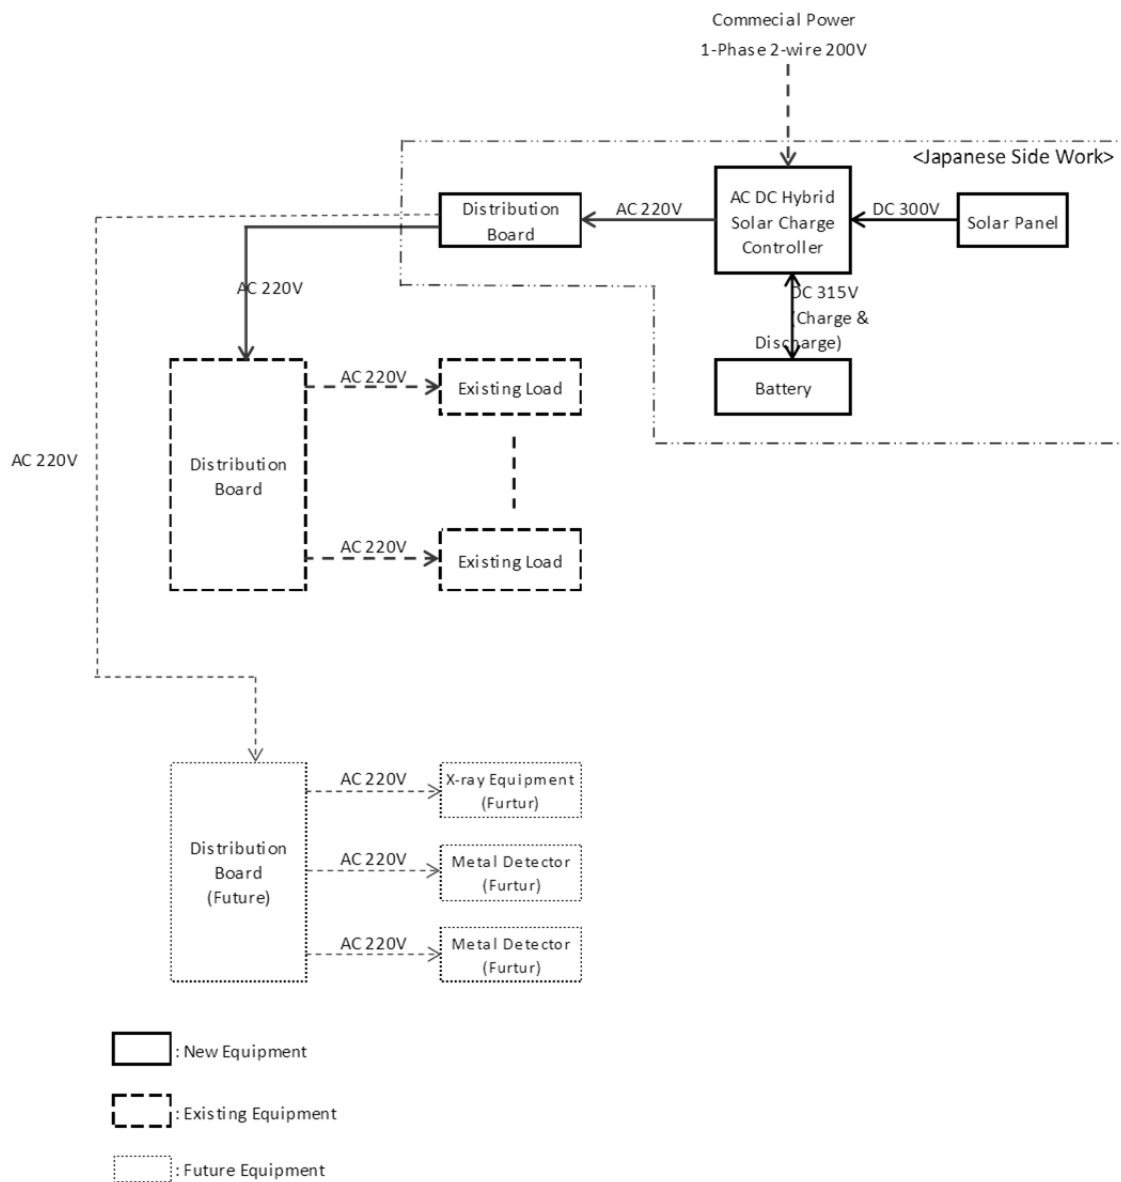 Commecial Power
1-Phase 2-wire 200V
<Japanese Side Work>
Distribution
Board
AC 220V
AC DC Hybrid
Solar Charge
Controller
DC 300V
Solar Panel
AC 220V
DC 315V
(Charge &
Discharge)
Battery
AC 220V
Existing Load
AC 220V
Distribution
Board
AC 220V
Existing Load
Distribution
Board
(Future)
AC 220V
X-ray Equipment
(Furtur)
AC 220V
Metal Detector
(Furtur)
AC 220V
Metal Detector
(Furtur)
: New Equipment
: Existing Equipment
: Future Equipment